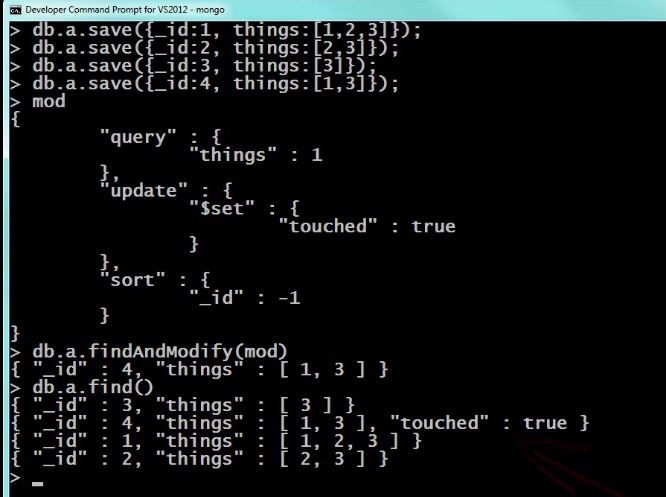 Developer Command Prompt for VS2012 - mongo
> db.a.save({_id:1, things:[1,2,3]});
> db.a.save({_id:2, things:[2,3]});
> db.a.save({_id:3, things:[3]});
> db.a.save({_id:4, things:[1,3]});
> mod
{
"query" : {
"things" : 1
},
"update" : {
"$set" : {
"touched" : true
}
},
"sort" : {
"_id" : -1
}
}
> db.a.findAndModify(mod)
{ "_id" : 4, "things" : [ 1, 3 ] }
> db.a.find()
{ "_id" : 3, "things" : [ 3 ] }
{ "_id" : 4, "things" : [ 1, 3 ], "touched" : true }
{ "_id" : 1, "things" : [ 1, 2, 3 ] }
{ "_id" : 2, "things" : [ 2, 3 ] }
> _